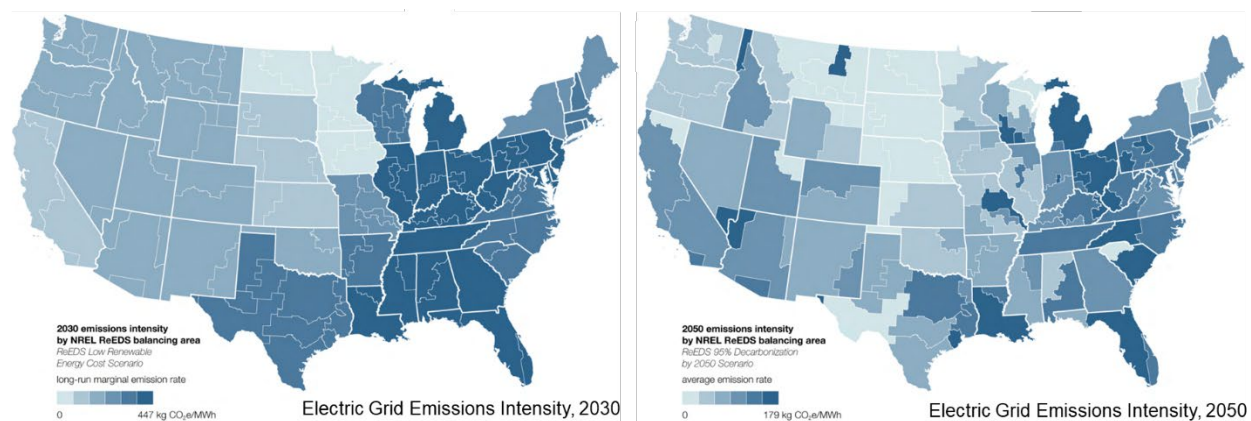 2030 emissions intensity
by NREL ReEDS balancing area
ReEDS Low Renewable
Energy Cost Scenario
long-run marginal emission rate
0 447 kg CO₂e/MWh
Electric Grid Emissions Intensity, 2030
2050 emissions intensity
by NREL ReEDS balancing area
ReEDS 95% Decarbonization
by 2050 Scenario
average emission rate
0 179 kg CO₂e/MWh
Electric Grid Emissions Intensity, 2050